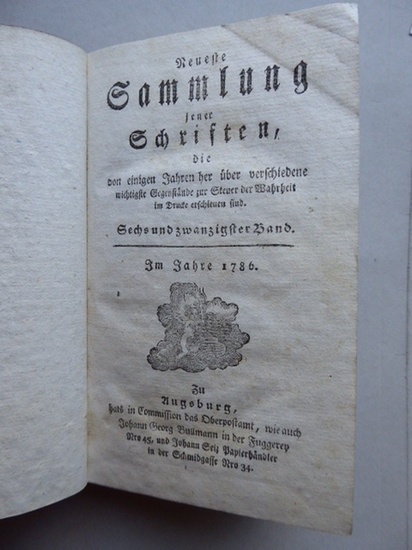 Neueste
Sammlung
jener
Schriften,
die
von einigen Jahren her über verschiedene
wichtigste Gegenstände zur Steuer der Wahrheit
im Drucke erschienen sind.
Sechsundzwanzigster Band.
Im Jahre 1786.
Zu
Augsburg,
hats in Commission das Oberpostamt, wie auch
Johann Georg Bullmann in der Fuggerey
Nro 45, und Johann Seiz Papierhändler
in der Schmidgasse Nro 34.